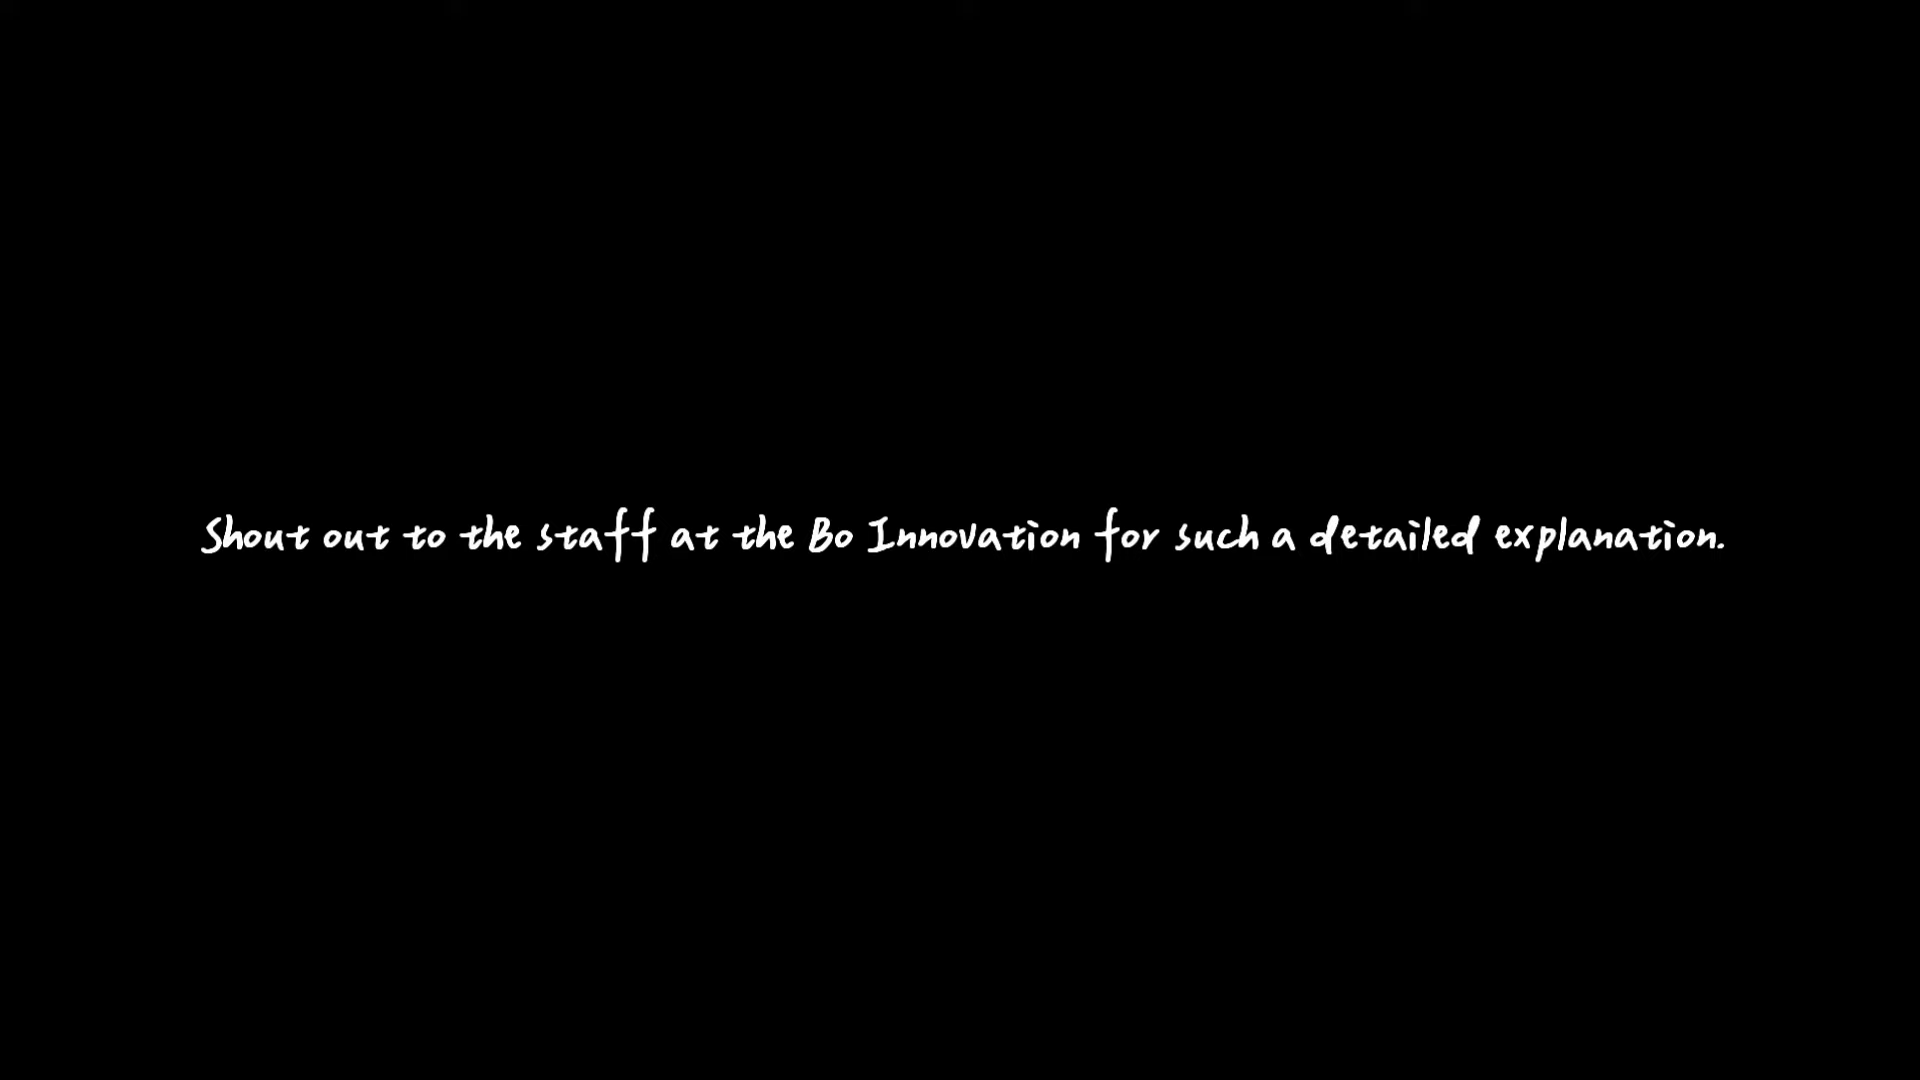 Shout out to the staff at the Bo Innovation for such a detailed explanation.